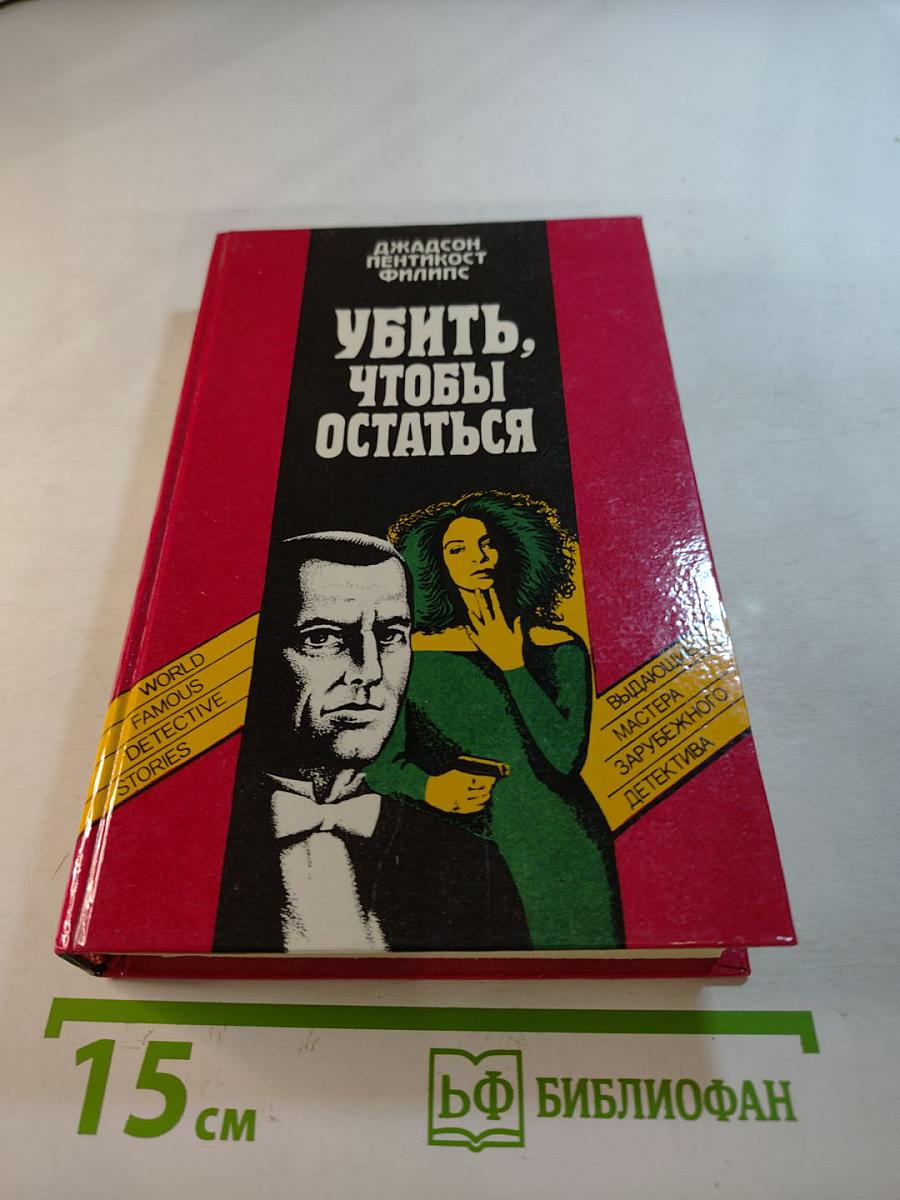 ДЖАДСОН
ПЕНТИКОСТ
ФИЛИПС
УБИТЬ,
ЧТОБЫ
ОСТАТЬСЯ
WORLD
FAMOUS
DETECTIVE
STORIES
МАСТЕРА
ЗАРУБЕЖНОГО
ДЕТЕКТИВА
15 см
ЬФ БИБЛИОФАН